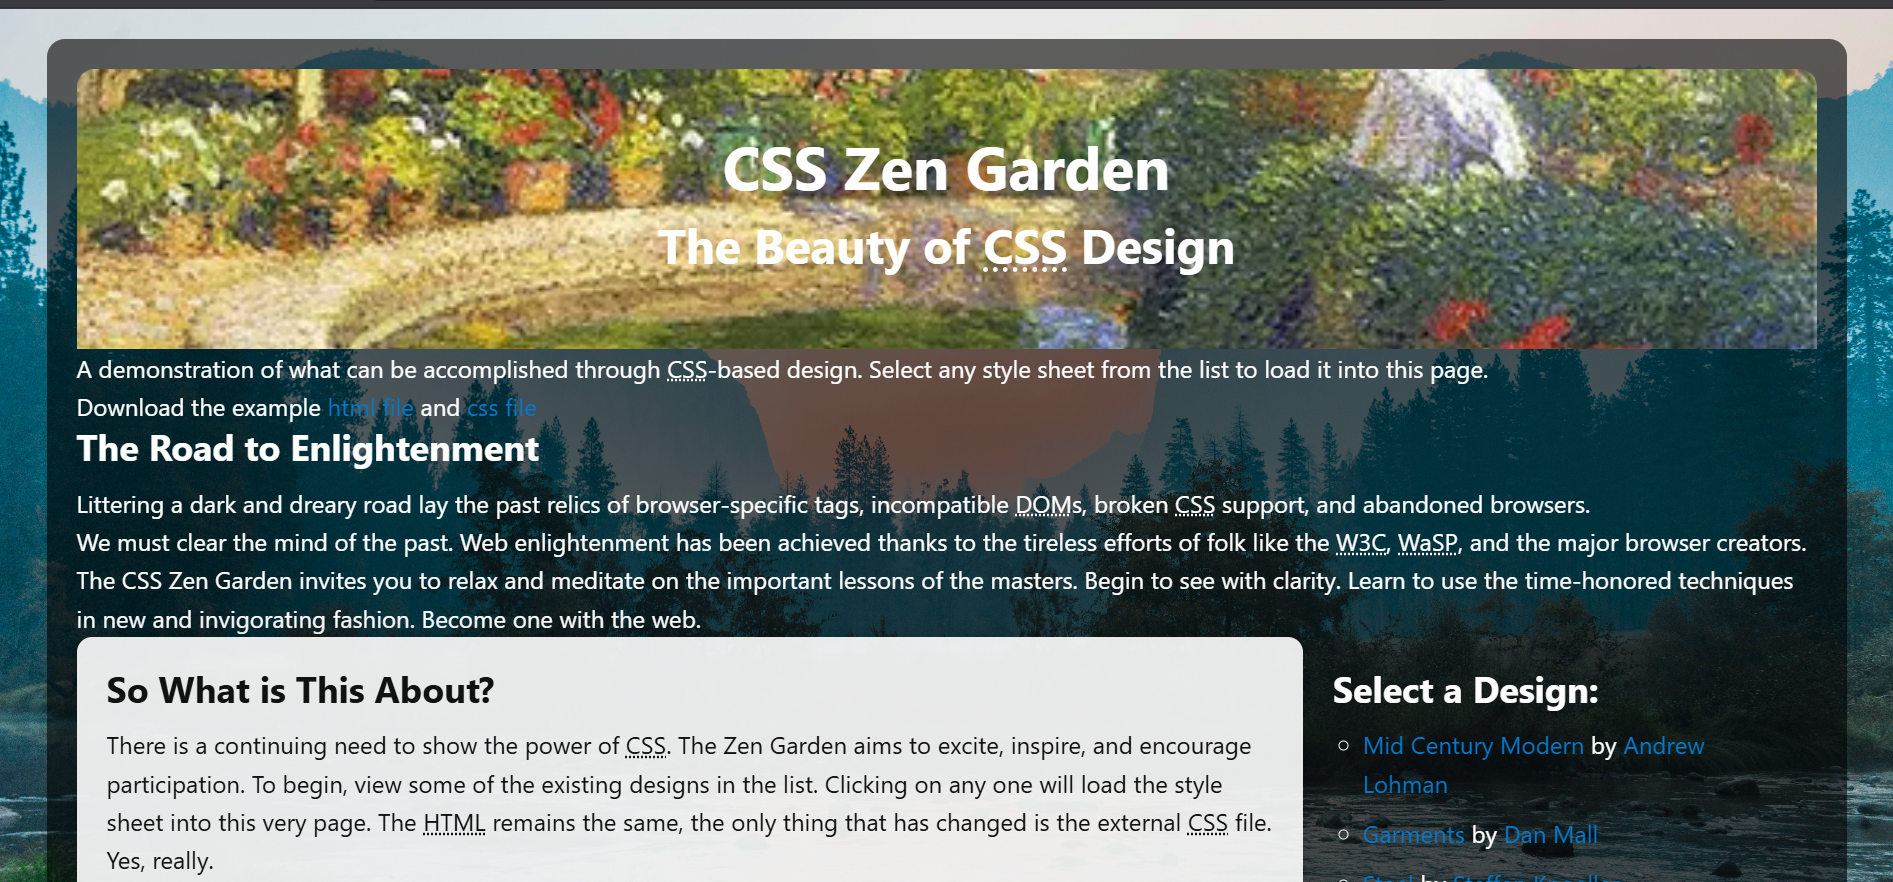 CSS Zen Garden
The Beauty of CSS Design
A demonstration of what can be accomplished through CSS-based design. Select any style sheet from the list to load it into this page.
Download the example html file and css file
The Road to Enlightenment
Littering a dark and dreary road lay the past relics of browser-specific tags, incompatible DOMs, broken CSS support, and abandoned browsers.
We must clear the mind of the past. Web enlightenment has been achieved thanks to the tireless efforts of folk like the W3C, WaSP, and the major browser creators.
The CSS Zen Garden invites you to relax and meditate on the important lessons of the masters. Begin to see with clarity. Learn to use the time-honored techniques
in new and invigorating fashion. Become one with the web.
So What is This About?
There is a continuing need to show the power of CSS. The Zen Garden aims to excite, inspire, and encourage
participation. To begin, view some of the existing designs in the list. Clicking on any one will load the style
sheet into this very page. The HTML remains the same, the only thing that has changed is the external CSS file.
Yes, really.
Select a Design:
Mid Century Modern by Andrew
Lohman
Garments by Dan Mall